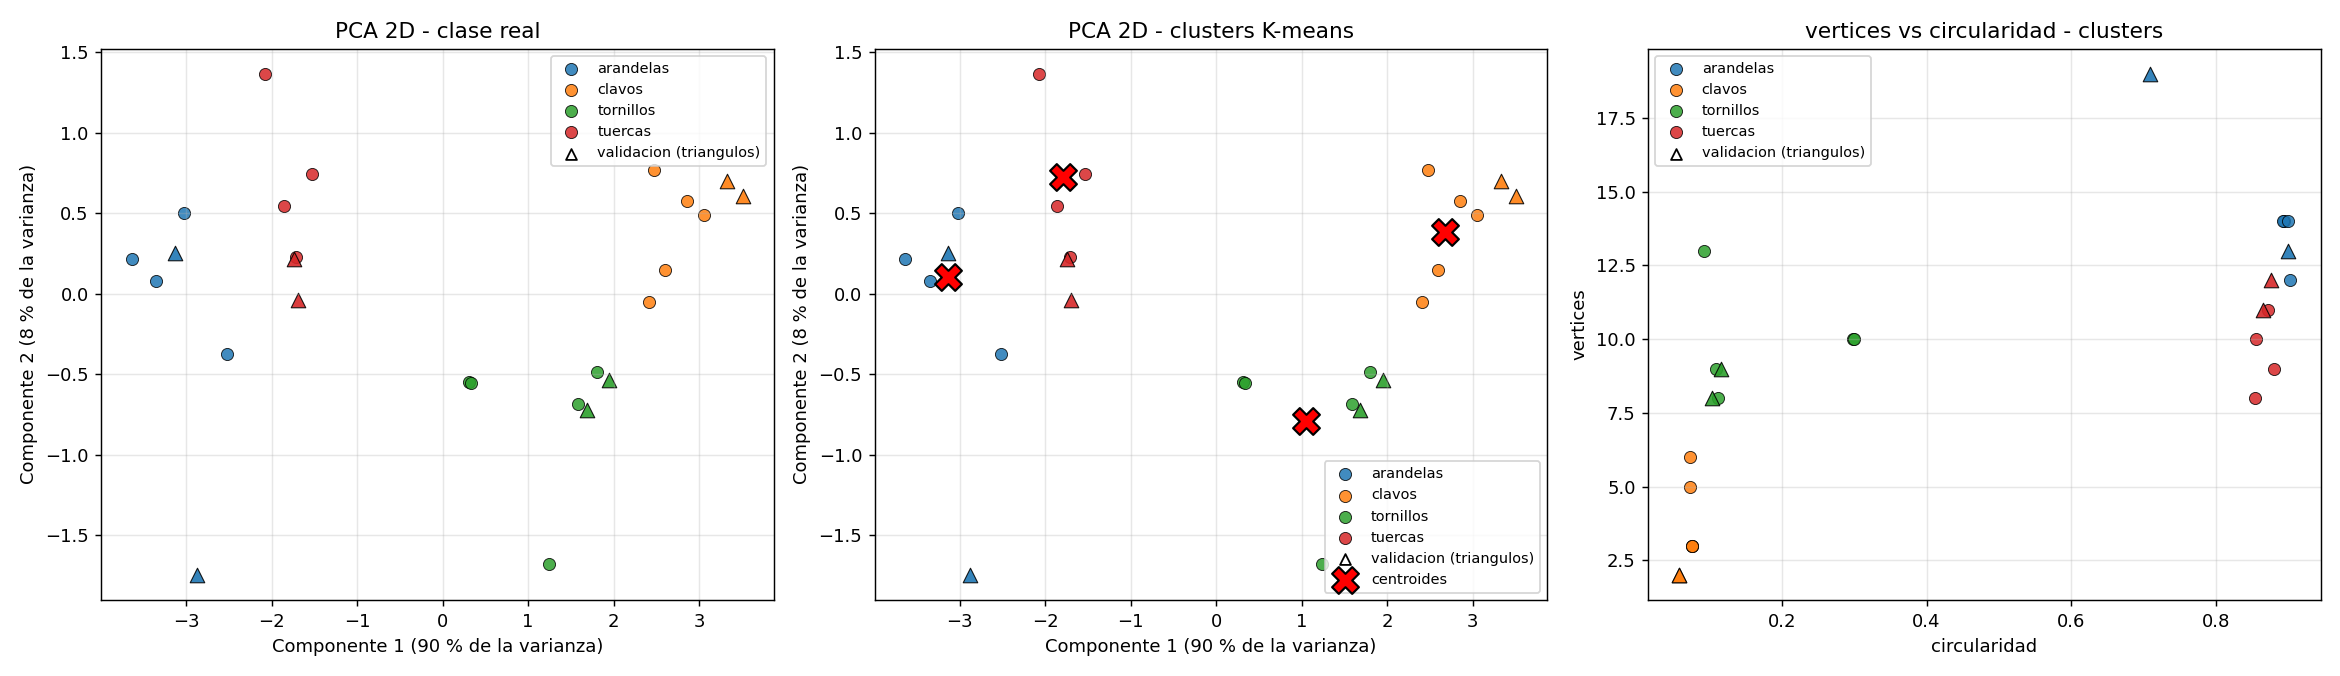 PCA 2D - clase real
1.5
1.0
0.5
0.0
−0.5
−1.0
−1.5
Componente 2 (8 % de la varianza)
arandelas
clavos
tornillos
tuercas
validacion (triangulos)
−3
−2
−1
0
1
2
3
Componente 1 (90 % de la varianza)
PCA 2D - clusters K-means
1.5
1.0
0.5
0.0
−0.5
−1.0
−1.5
Componente 2 (8 % de la varianza)
arandelas
clavos
tornillos
tuercas
validacion (triangulos)
centroides
−3
−2
−1
0
1
2
3
Componente 1 (90 % de la varianza)
vertices vs circularidad - clusters
arandelas
clavos
tornillos
tuercas
validacion (triangulos)
17.5
15.0
12.5
10.0
7.5
5.0
2.5
vertices
0.2
0.4
0.6
0.8
circularidad